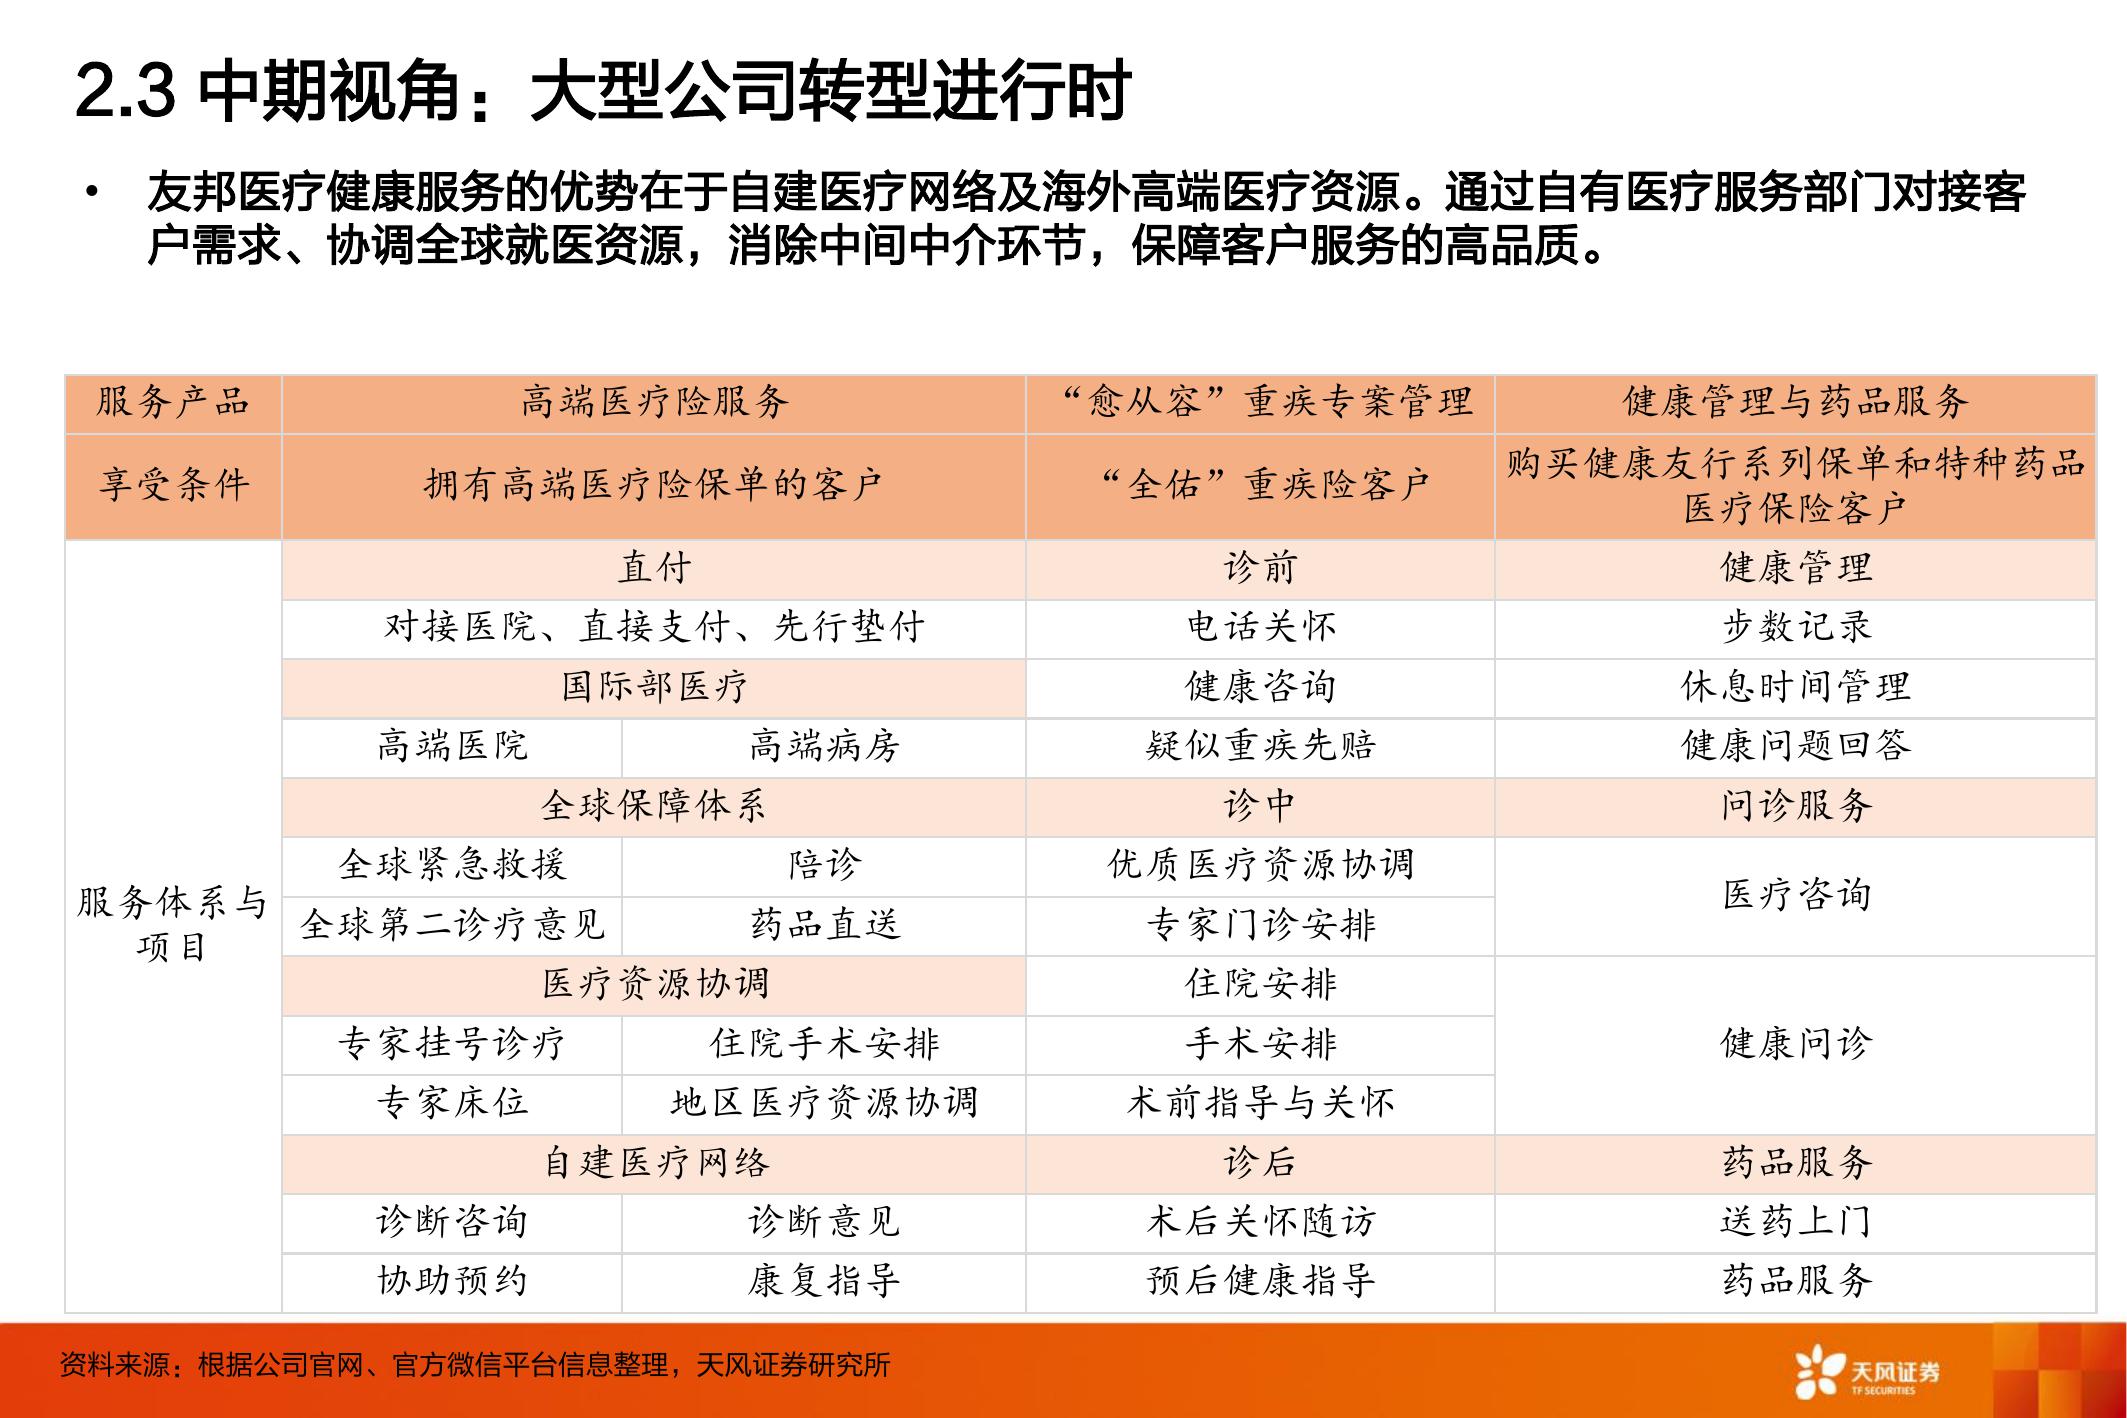 2.3 中期视角：大型公司转型进行时
• 友邦医疗健康服务的优势在于自建医疗网络及海外高端医疗资源。通过自有医疗服务部门对接客
户需求、协调全球就医资源，消除中间中介环节，保障客户服务的高品质。
服务产品 高端医疗险服务 “愈从容”重疾专案管理 健康管理与药品服务
享受条件 拥有高端医疗险保单的客户 “全佑”重疾险客户 购买健康友行系列保单和特种药品
医疗保险客户
服务体系与
项目
直付 诊前 健康管理
对接医院、直接支付、先行垫付 电话关怀 步数记录
国际部医疗 健康咨询 休息时间管理
高端医院 高端病房 疑似重疾先赔 健康问题回答
全球保障体系 诊中 问诊服务
全球紧急救援 陪诊 优质医疗资源协调 医疗咨询
全球第二诊疗意见 药品直送 专家门诊安排
医疗资源协调 住院安排 健康问诊
专家挂号诊疗 住院手术安排 手术安排
专家床位 地区医疗资源协调 术前指导与关怀
自建医疗网络 诊后 药品服务
诊断咨询 诊断意见 术后关怀随访 送药上门
协助预约 康复指导 预后健康指导 药品服务
资料来源：根据公司官网、官方微信平台信息整理，天风证券研究所
天风证券
TF SECURITIES